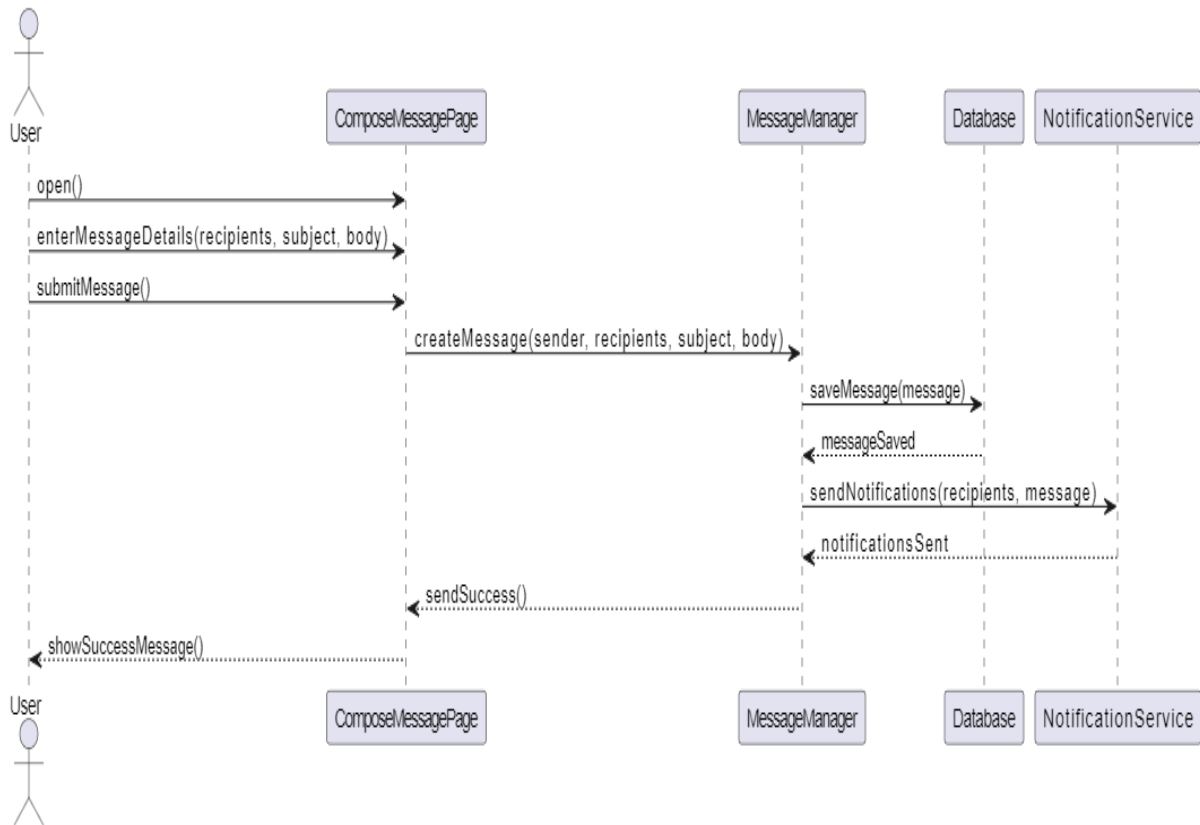 User
ComposeMessagePage
MessageManager
Database
NotificationService
open()
enterMessageDetails(recipients, subject, body)
submitMessage()
createMessage(sender, recipients, subject, body)
saveMessage(message)
messageSaved
sendNotifications(recipients, message)
notificationsSent
sendSuccess()
showSuccessMessage()
User
ComposeMessagePage
MessageManager
Database
NotificationService